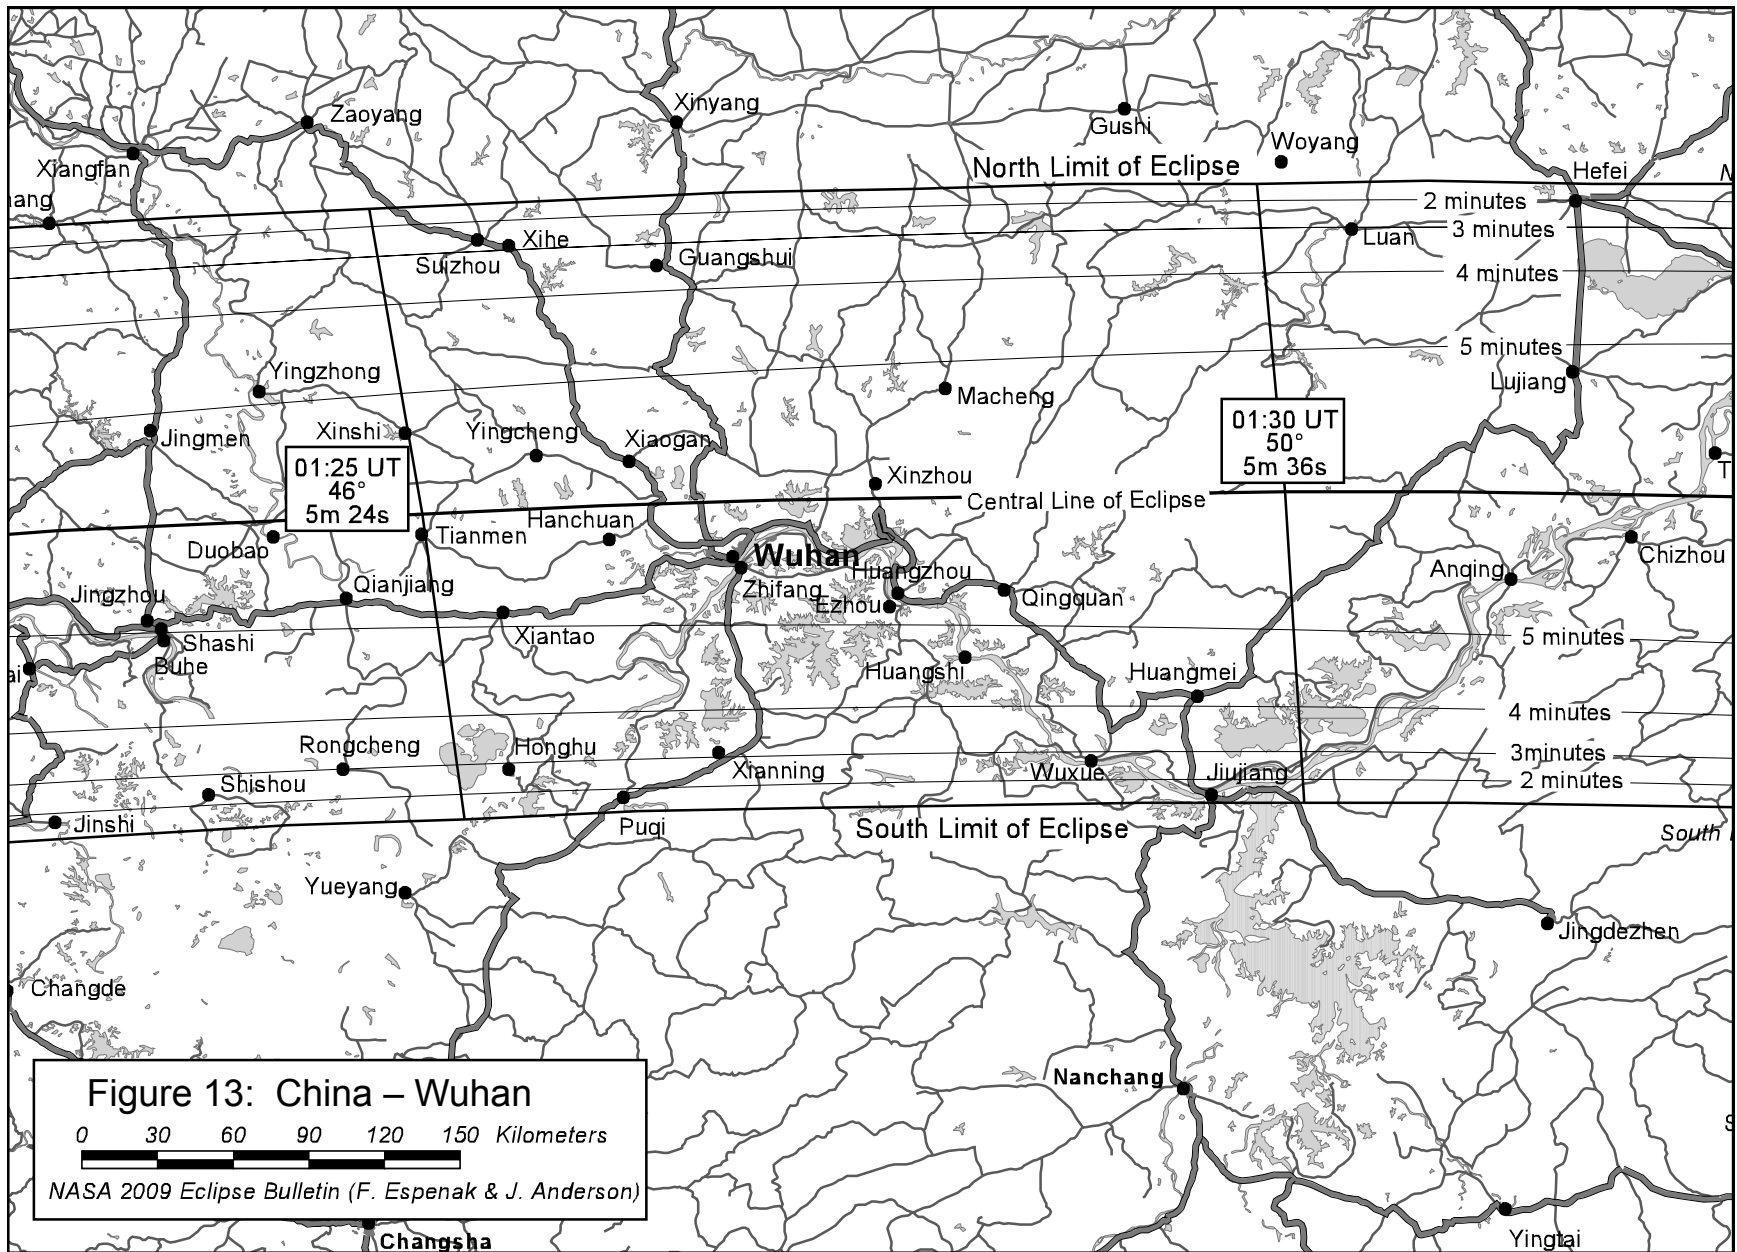 Zaoyang
Xinyang
Gushi
Woyang
Xiangfan
North Limit of Eclipse
Hefei
2 minutes
Xihe
3 minutes
Luan
Suizhou
Guangshui
4 minutes
5 minutes
Yingzhong
Lujiang
Macheng
Jingmen
Xinshi
Yingcheng
Xiaogan
01:30 UT
50°
5m 36s
01:25 UT
46°
5m 24s
Xinzhou
Central Line of Eclipse
Hanchuan
Tianmen
Duobao
Wuhan
Chizhou
Huangzhou
Anqing
Qianjiang
Jingzhou
Zhifang
Ezhou
Qingquan
Xiantao
5 minutes
Shashi
Buhe
Huangshi
Huangmei
4 minutes
Rongcheng
Honghu
3minutes
Xianning
Wuxue
Jiujiang
2 minutes
Shishou
Jinshi
Puqi
South Limit of Eclipse
South
Yueyang
Jingdezhen
Changde
Nanchang
Figure 13: China – Wuhan
0 30 60 90 120 150 Kilometers
NASA 2009 Eclipse Bulletin (F. Espenak & J. Anderson)
Changsha
Yingtai